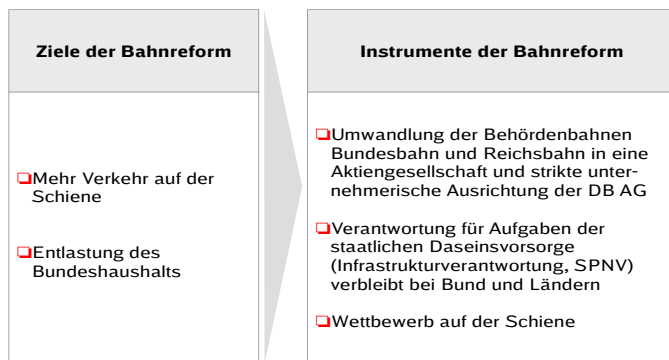 Ziele der Bahnreform
Mehr Verkehr auf der
Schiene
Entlastung des
Bundeshaushalts
Instrumente der Bahnreform
Umwandlung der Behördenbahnen
Bundesbahn und Reichsbahn in eine
Aktiengesellschaft und strikte unter-
nehmerische Ausrichtung der DB AG
Verantwortung für Aufgaben der
staatlichen Daseinsvorsorge
(Infrastrukturverantwortung, SPNV)
verbleibt bei Bund und Ländern
Wettbewerb auf der Schiene